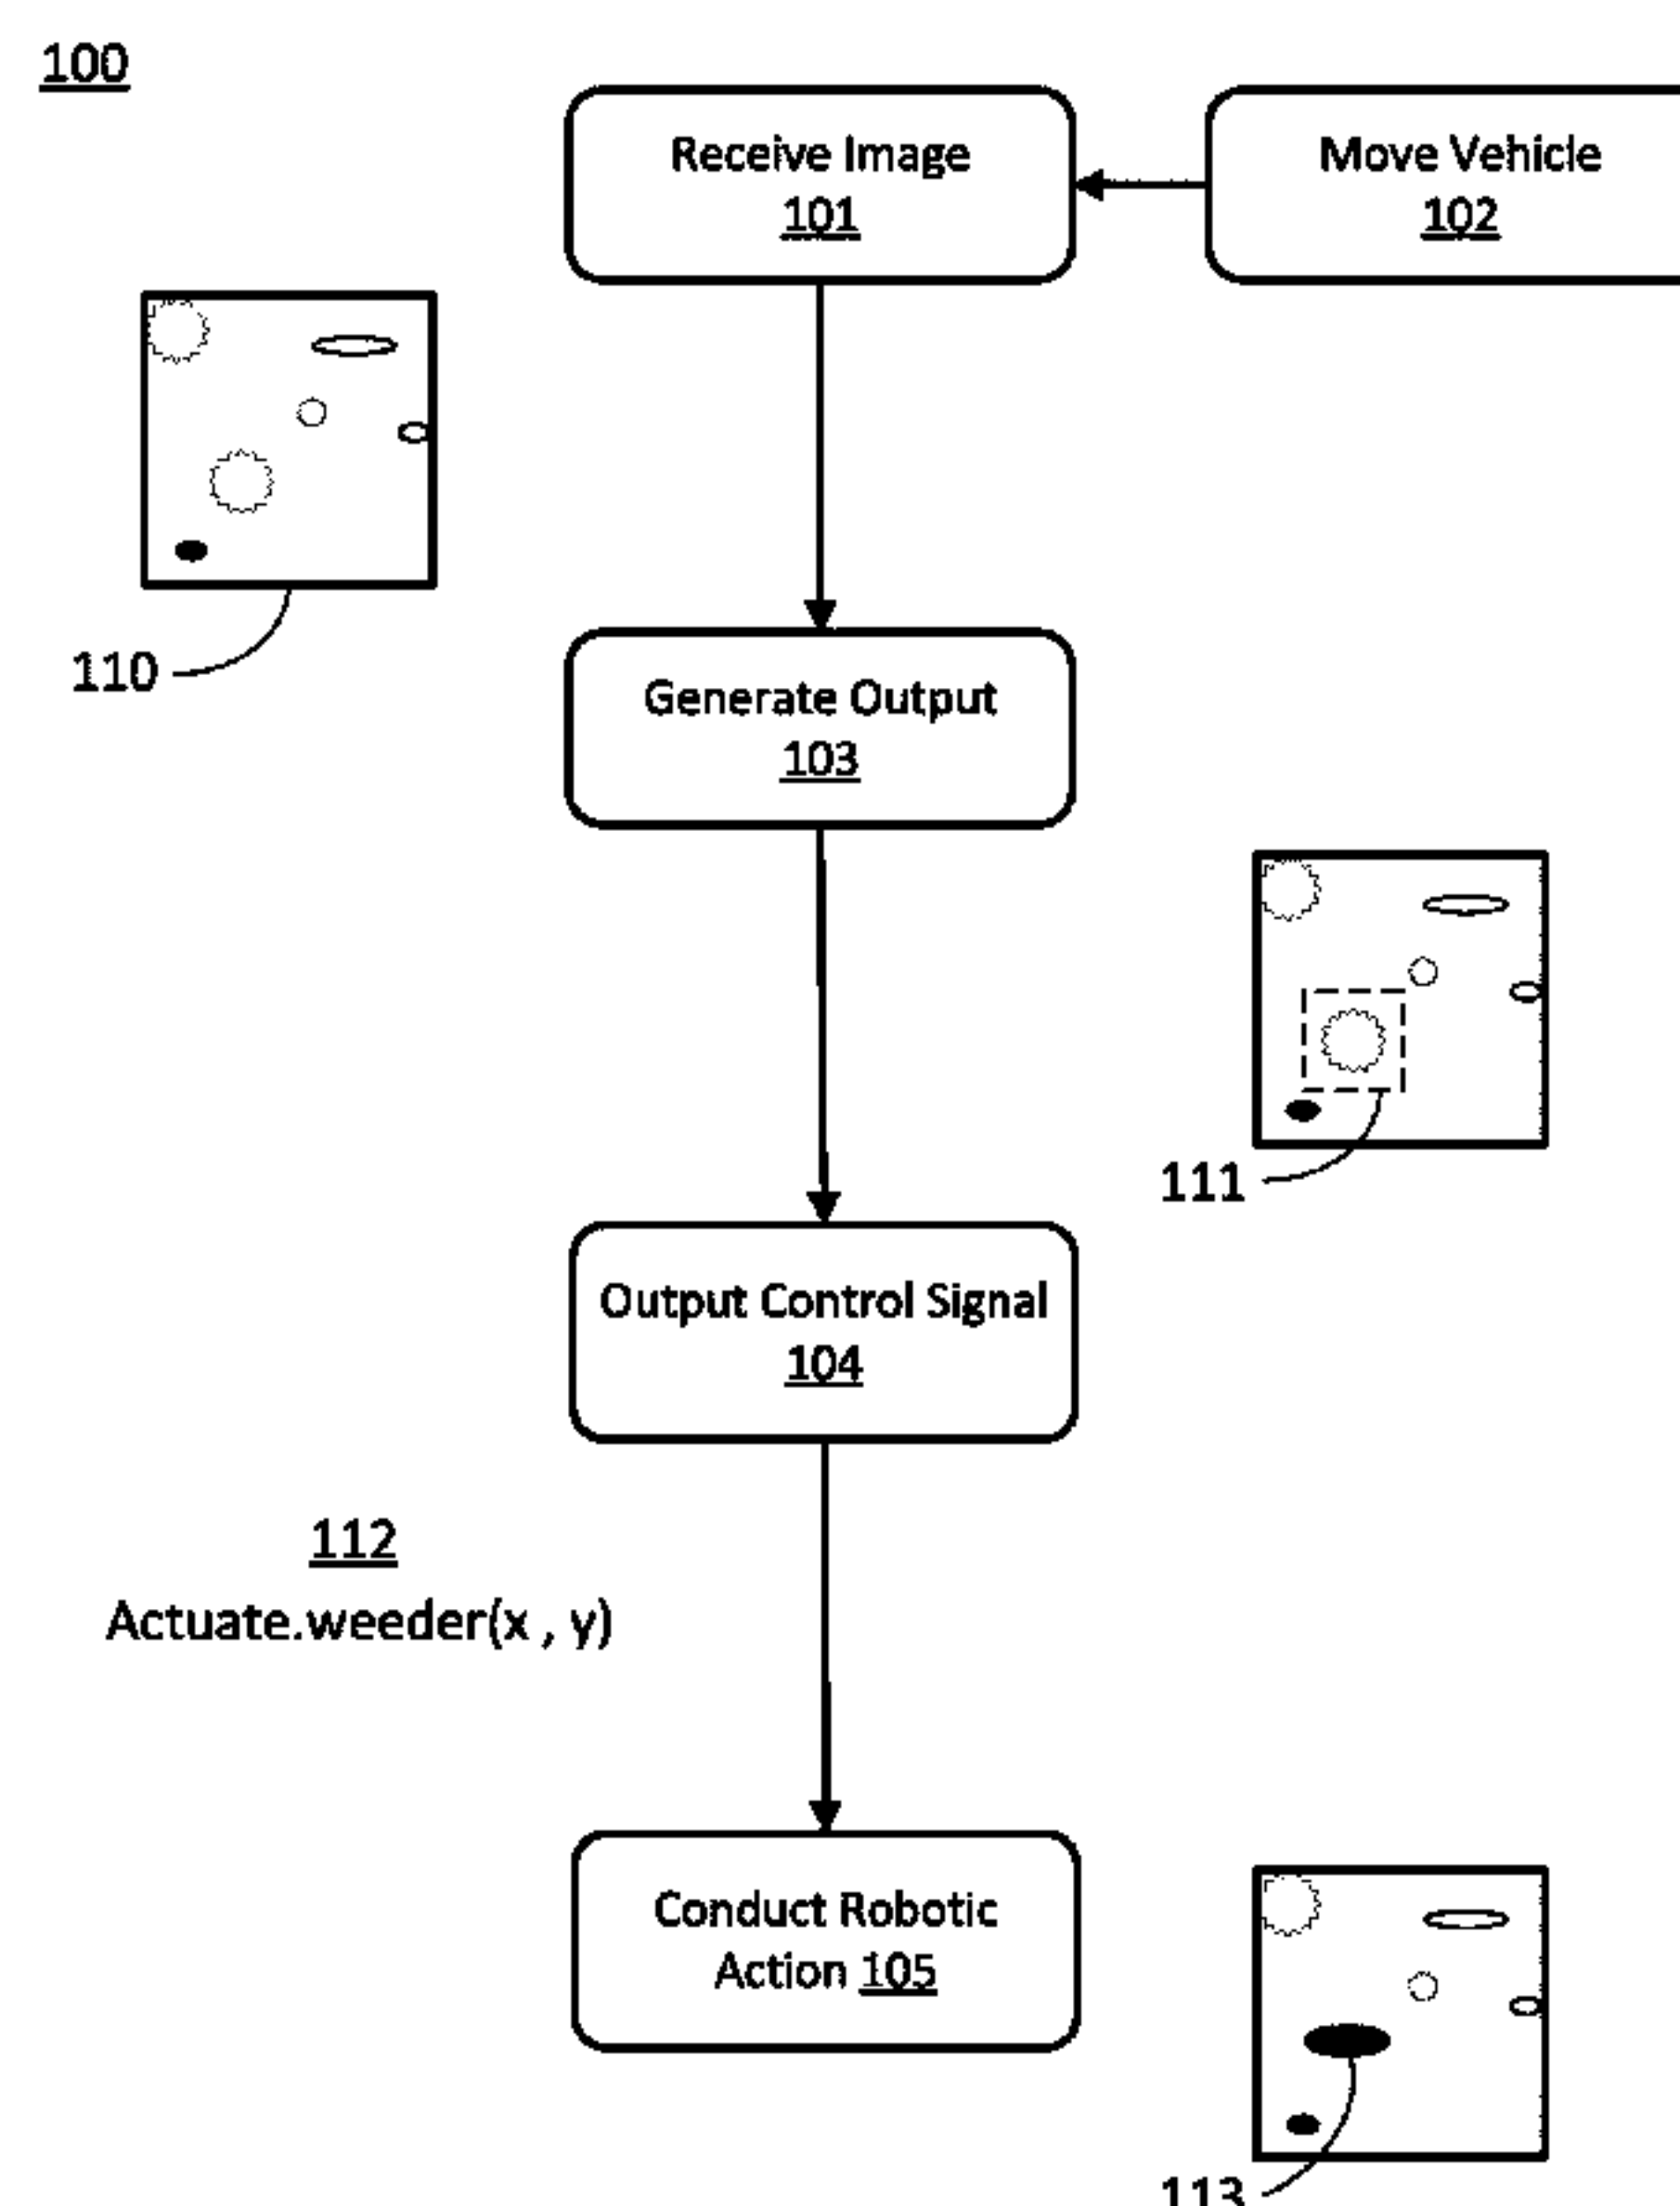 100
Receive Image
101
Move Vehicle
102
110
Generate Output
103
111
Output Control Signal
104
112
Actuate.weeder(x , y)
Conduct Robotic
Action 105
113